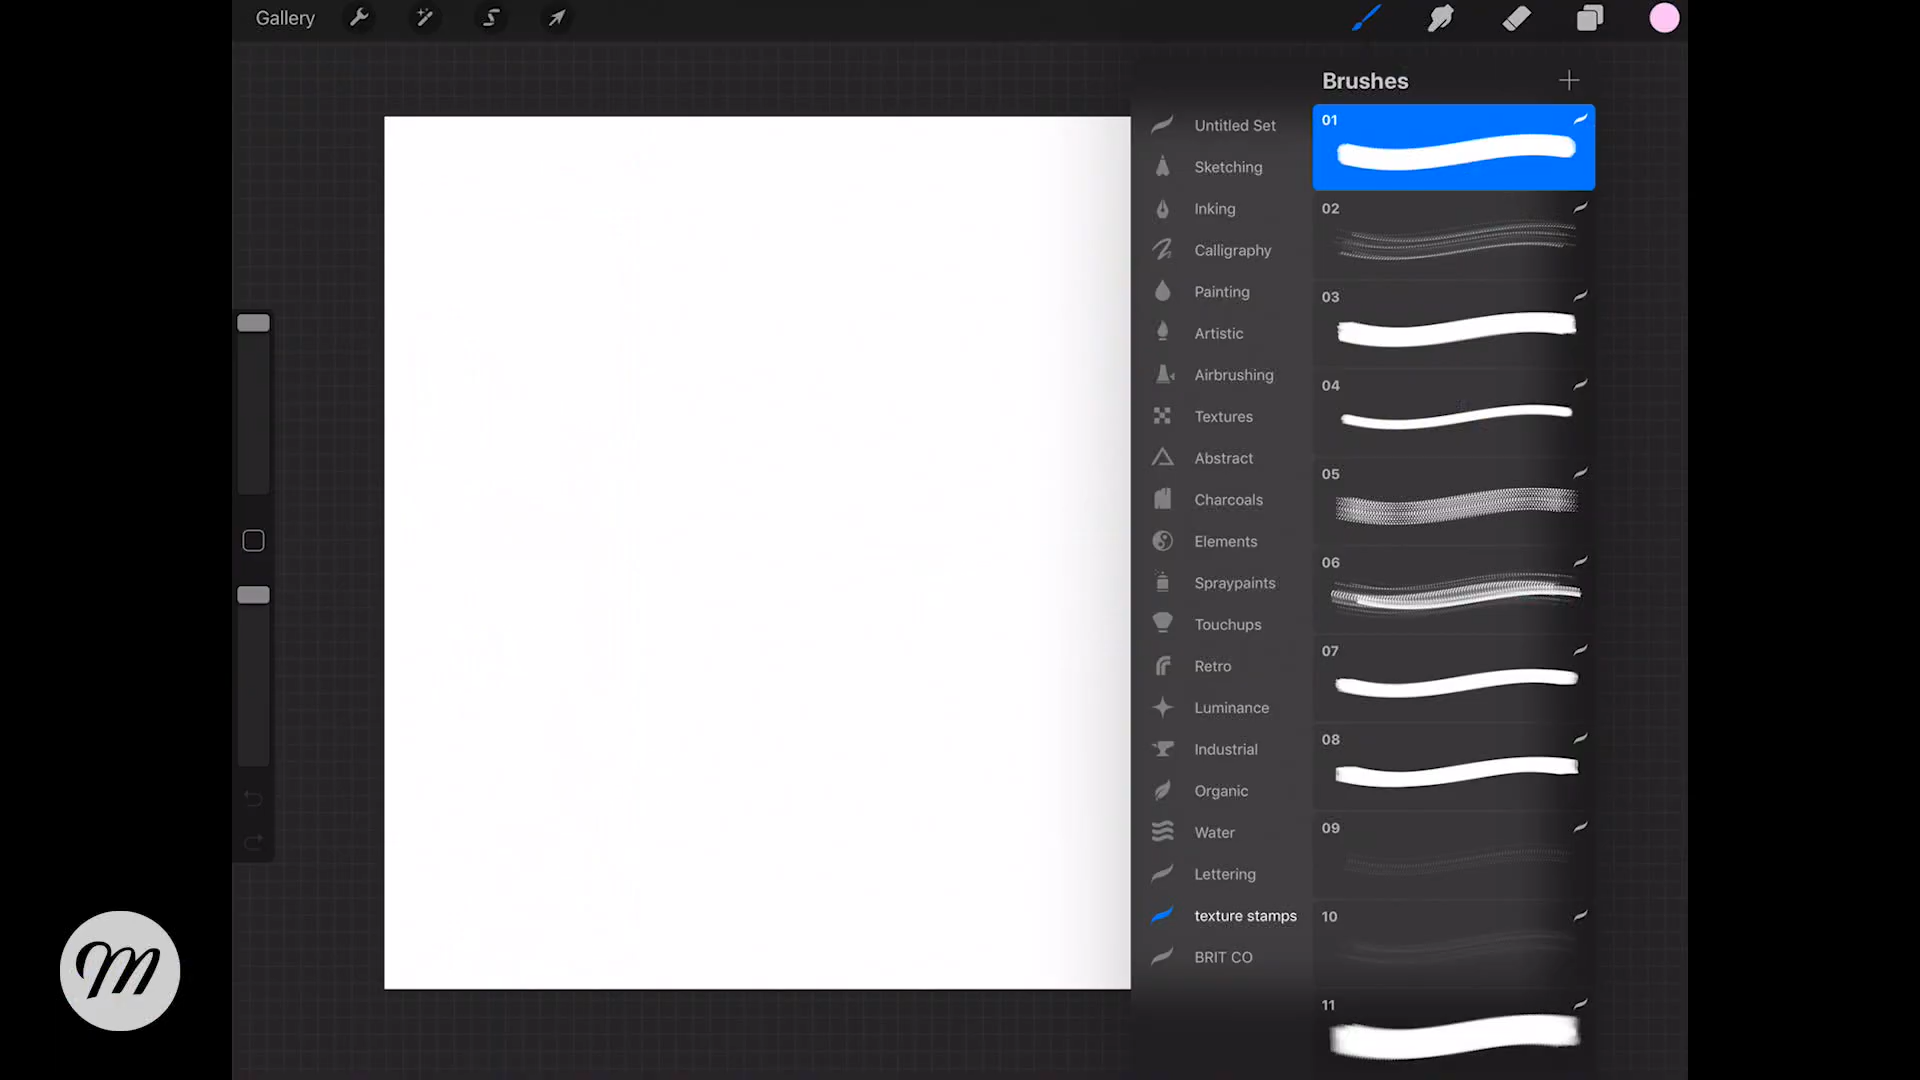 Gallery
Brushes
Untitled Set
Sketching
Inking
Calligraphy
Painting
Artistic
Airbrushing
Textures
Abstract
Charcoals
Elements
Spraypaints
Touchups
Retro
Luminance
Industrial
Organic
Water
Lettering
texture stamps
BRIT CO
01
02
03
04
05
06
07
08
09
10
11
M